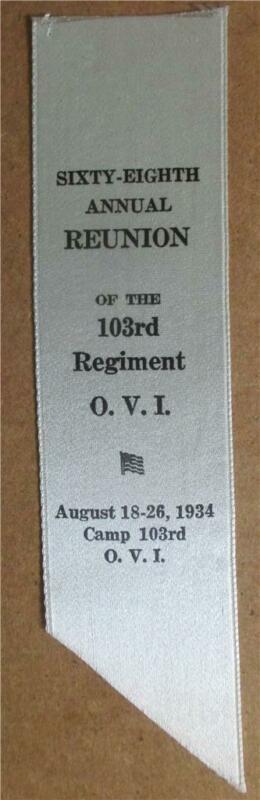 SIXTY-EIGHTH
ANNUAL
REUNION
OF THE
103rd
Regiment
O. V. I.
August 18-26, 1934
Camp 103rd
O. V. I.